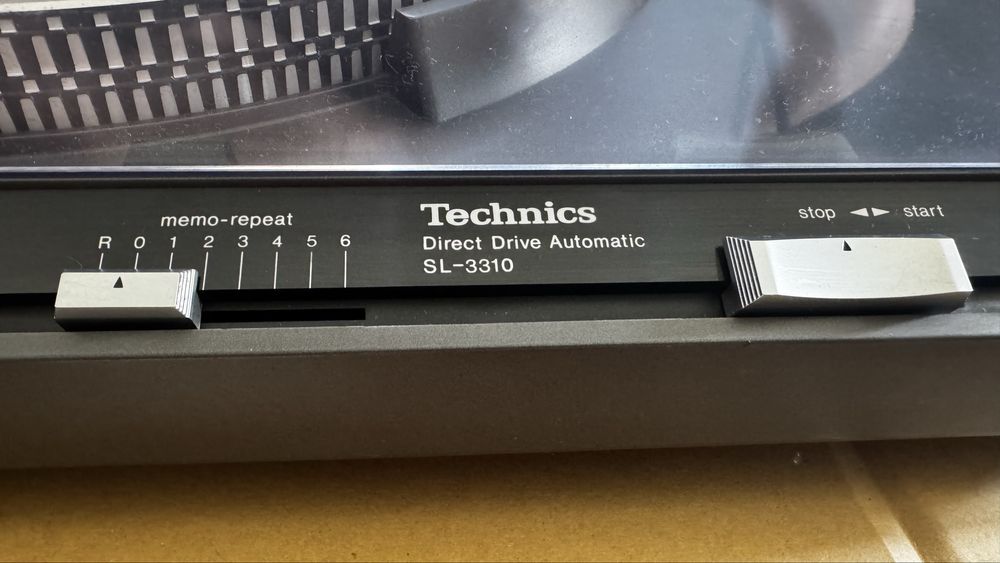 memo-repeat
R 0 1 2 3 4 5 6
Technics
Direct Drive Automatic
SL-3310
stop ◄► start